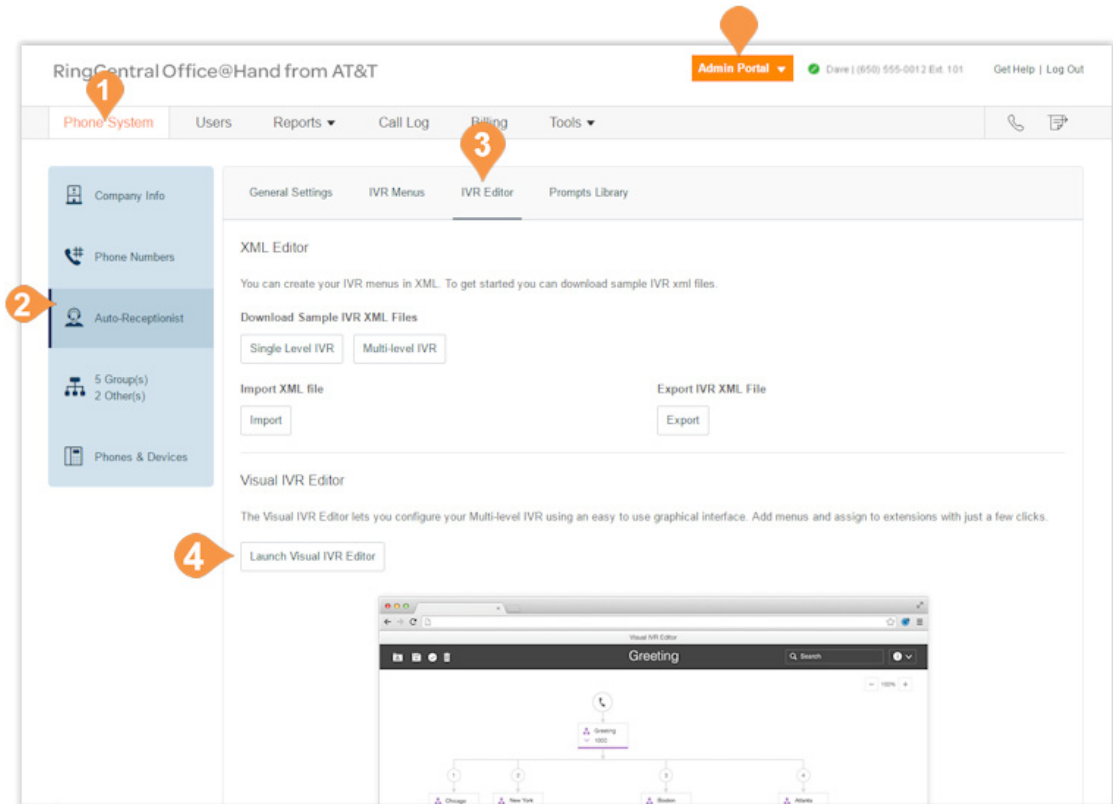 RingCentral Office@Hand from AT&T
Admin Portal
Dave | (650) 555-0012 Ext. 101
Get Help | Log Out
1
Phone System
Users
Reports
Call Log
Billing
Tools
3
Company Info
General Settings
IVR Menus
IVR Editor
Prompts Library
Phone Numbers
XML Editor
You can create your IVR menus in XML. To get started you can download sample IVR xml files.
2
Auto-Receptionist
Download Sample IVR XML Files
Single Level IVR
Multi-level IVR
5 Group(s)
2 Other(s)
Import XML file
Export IVR XML File
Import
Export
Phones & Devices
Visual IVR Editor
The Visual IVR Editor lets you configure your Multi-level IVR using an easy to use graphical interface. Add menus and assign to extensions with just a few clicks.
4
Launch Visual IVR Editor
Visual IVR Editor
Greeting
Search
100%
Greeting
1000
1
2
3
4
Chicago
New York
Boston
Atlanta